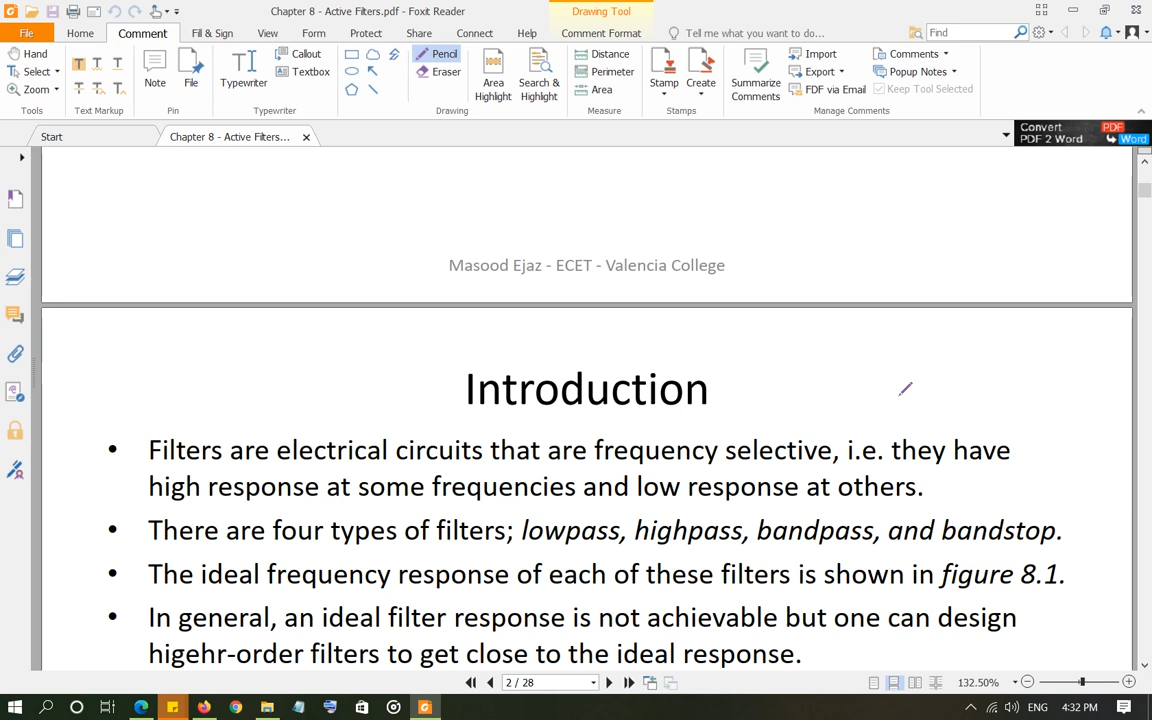 Chapter 8 - Active Filters.pdf - Foxit Reader
Drawing Tool
File Home Comment Fill & Sign View Form Protect Share Connect Help Comment Format Tell me what you want to do... Find
Hand
Select
Zoom
Tools
Text Markup
Note
File
Pin
Typewriter
Callout
Textbox
Typewriter
Pencil
Eraser
Drawing
Area
Highlight
Search &
Highlight
Distance
Perimeter
Area
Measure
Stamp
Create
Stamps
Summarize
Comments
Import
Export
FDF via Email
Comments
Popup Notes
Keep Tool Selected
Manage Comments
Start
Chapter 8 - Active Filters...
Convert PDF
PDF 2 Word Word
Masood Ejaz - ECET - Valencia College
Introduction
• Filters are electrical circuits that are frequency selective, i.e. they have
high response at some frequencies and low response at others.
• There are four types of filters; lowpass, highpass, bandpass, and bandstop.
• The ideal frequency response of each of these filters is shown in figure 8.1.
• In general, an ideal filter response is not achievable but one can design
higehr-order filters to get close to the ideal response.
2 / 28
132.50%
ENG 4:32 PM